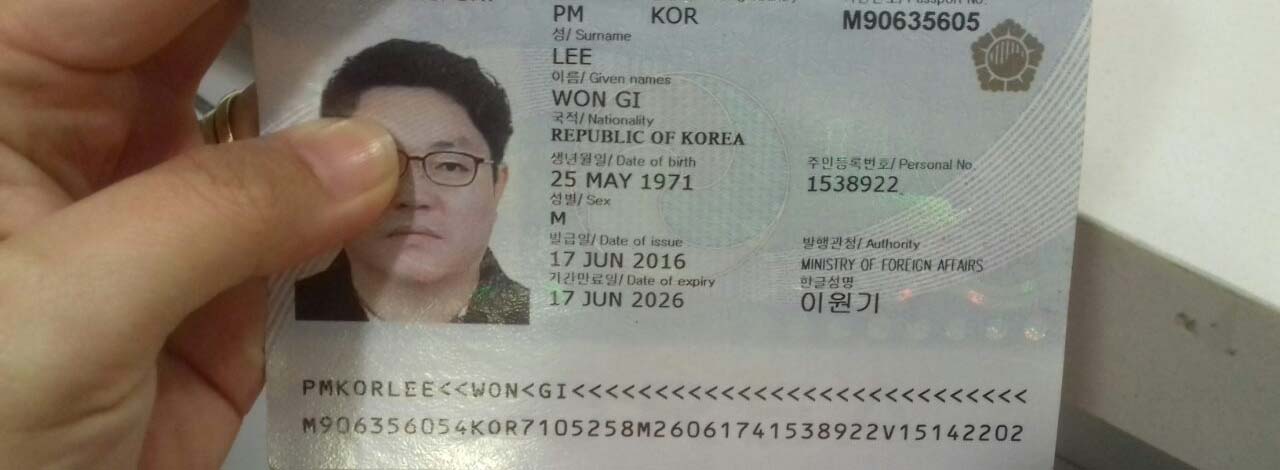 PM KOR M90635605
성/ Surname
LEE
이름/ Given names
WON GI
국적/ Nationality
REPUBLIC OF KOREA
생년월일/ Date of birth 주민등록번호/ Personal No.
25 MAY 1971 1538922
성별/ Sex
M
발급일/ Date of issue 발행관청/ Authority
17 JUN 2016 MINISTRY OF FOREIGN AFFAIRS
기간만료일/ Date of expiry 한글성명
17 JUN 2026 이원기
PMKORLEE<<WON<GI<<<<<<<<<<<<<<<<<<<<<<<<<<<<
M906356054KOR7105258M26061741538922V15142202